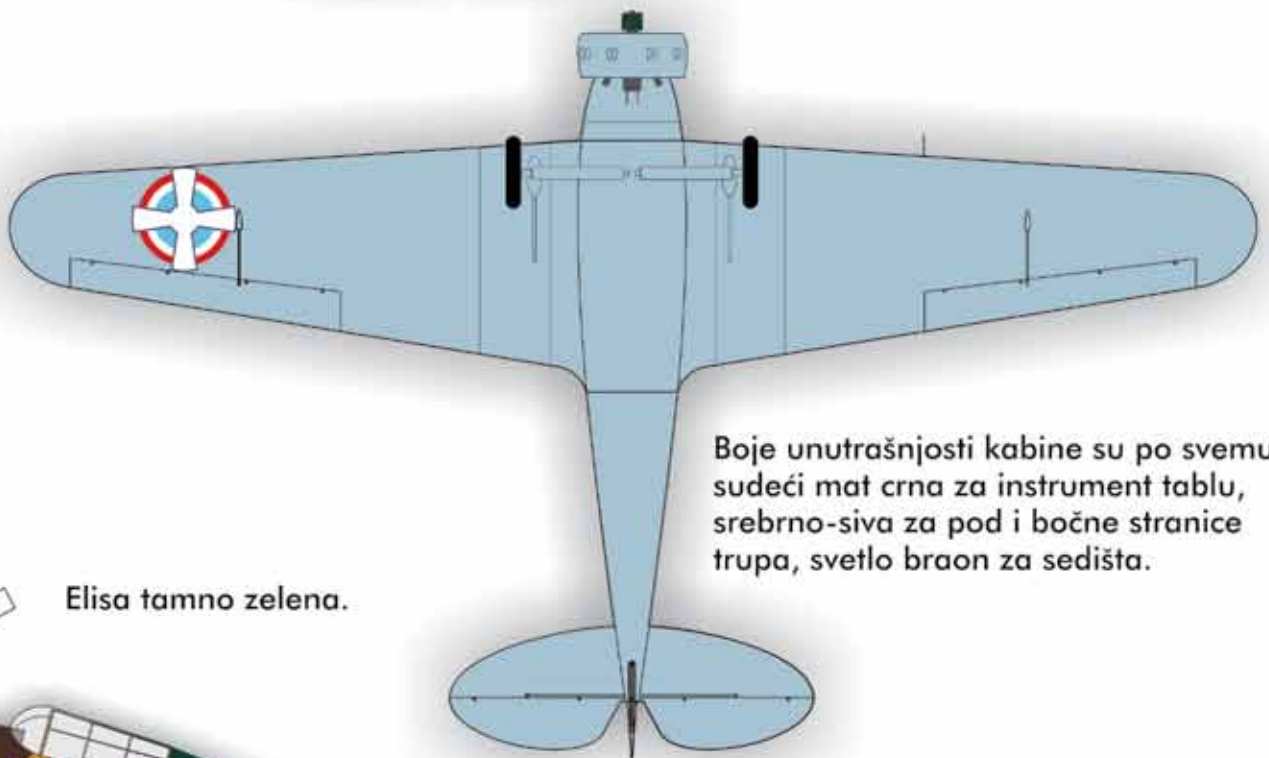 Boje unutrašnjosti kabine su po svemu
sudeći mat crna za instrument tablu,
srebrno-siva za pod i bočne stranice
trupa, svetlo braon za sedišta.
Elisa tamno zelena.